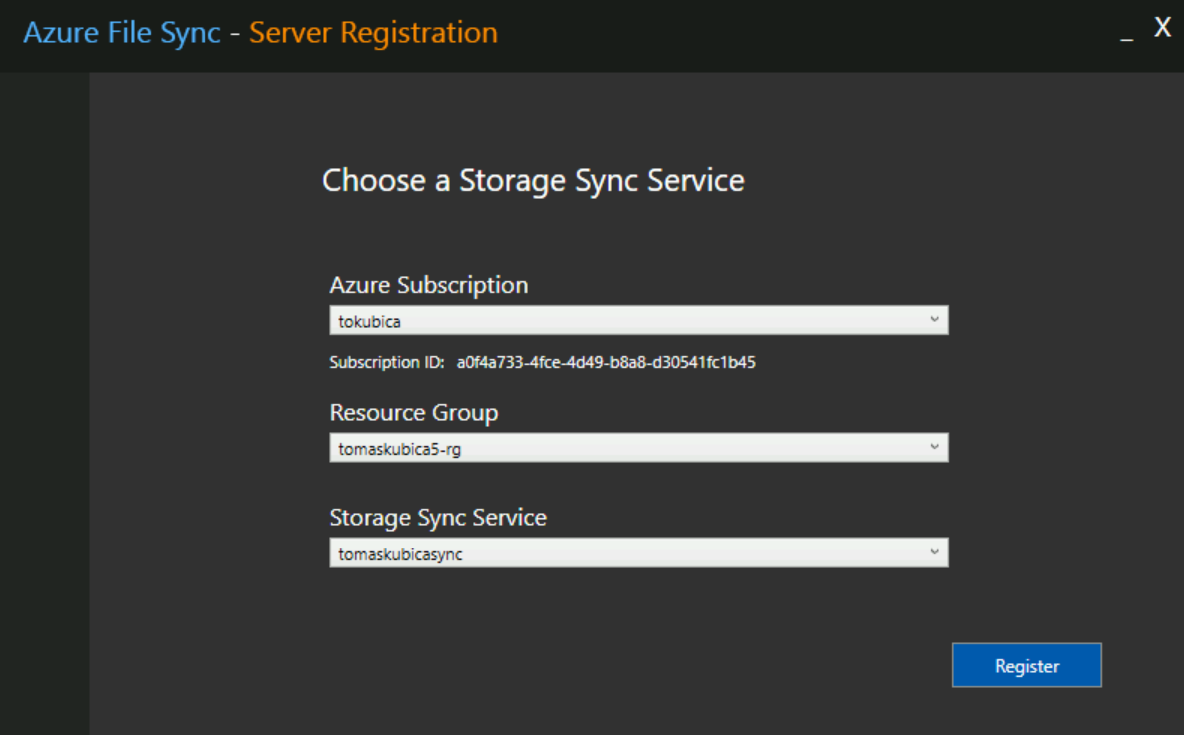 Azure File Sync - Server Registration
_ X
Choose a Storage Sync Service
Azure Subscription
tokubica
Subscription ID: a0f4a733-4fce-4d49-b8a8-d30541fc1b45
Resource Group
tomaskubica5-rg
Storage Sync Service
tomaskubicasync
Register